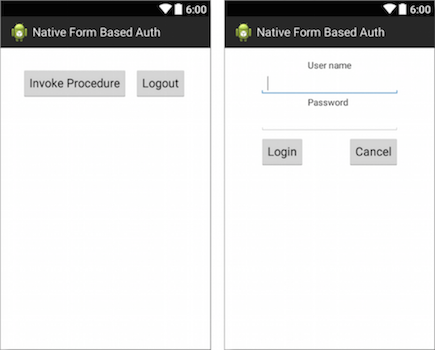 6:00
Native Form Based Auth
Invoke Procedure Logout
6:00
Native Form Based Auth
User name
Password
Login Cancel